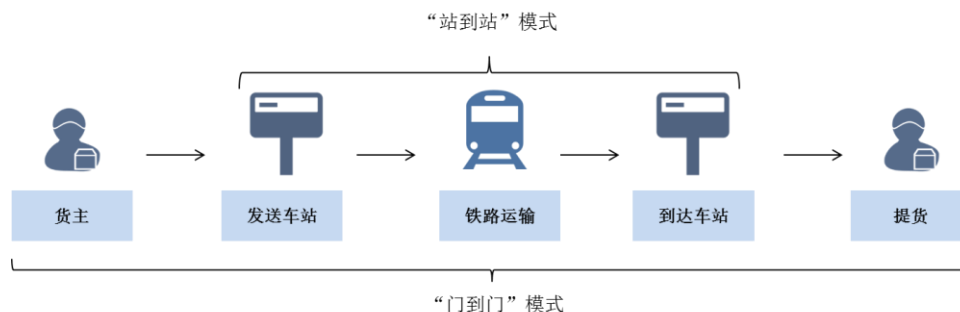 “站到站”模式
货主
发送车站
铁路运输
到达车站
提货
“门到门”模式